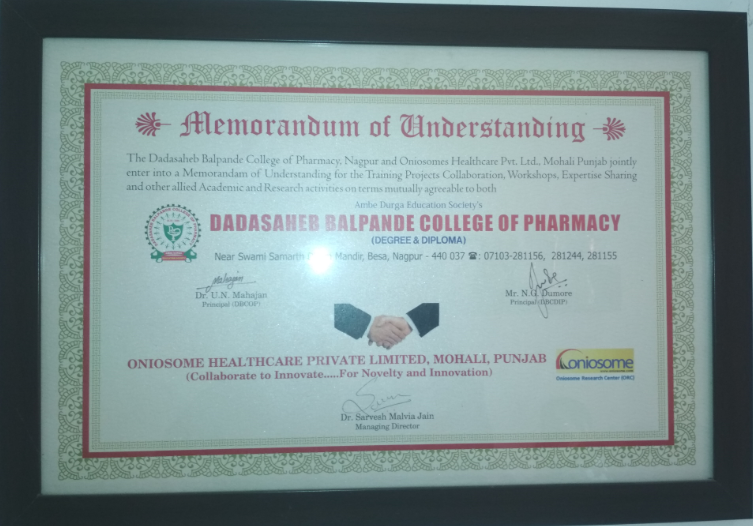 Memorandum of Understanding
The Dadasaheb Balpande College of Pharmacy, Nagpur and Oniosomes Healthcare Pvt. Ltd., Mohali Punjab jointly
enter into a Memorandam of Understanding for the Training Projects Collaboration, Workshops, Expertise Sharing
and other allied Academic and Research activities on terms mutually agreeable to both
Ambe Durga Education Society's
DADASAHEB BALPANDE COLLEGE OF PHARMACY
(DEGREE & DIPLOMA)
Near Swami Samarth Mandir, Besa, Nagpur - 440 037 ☎: 07103-281156, 281244, 281155
Dr. U.N. Mahajan
Principal (DBCOP)
Mr. N.G. Dumore
Principal (DBCDIP)
ONIOSOME HEALTHCARE PRIVATE LIMITED, MOHALI, PUNJAB
(Collaborate to Innovate.....For Novelty and Innovation)
oniosome
Oniosome Research Center (ORC)
Dr. Sarvesh Malvia Jain
Managing Director